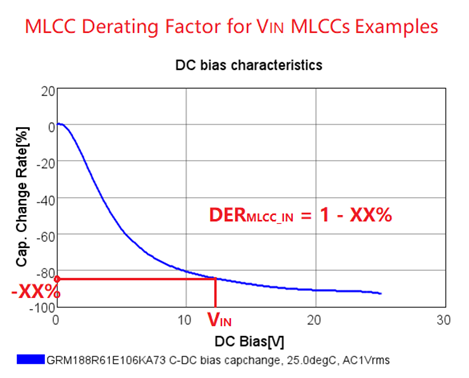 MLCC Derating Factor for VIN MLCCs Examples
DC bias characteristics
Cap. Change Rate[%]
20
0
-20
-40
-60
-80
-100
DERMLCC_IN = 1 - XX%
-XX%
VIN
0
10
20
30
DC Bias[V]
GRM188R61E106KA73 C-DC bias capchange, 25.0degC, AC1Vrms